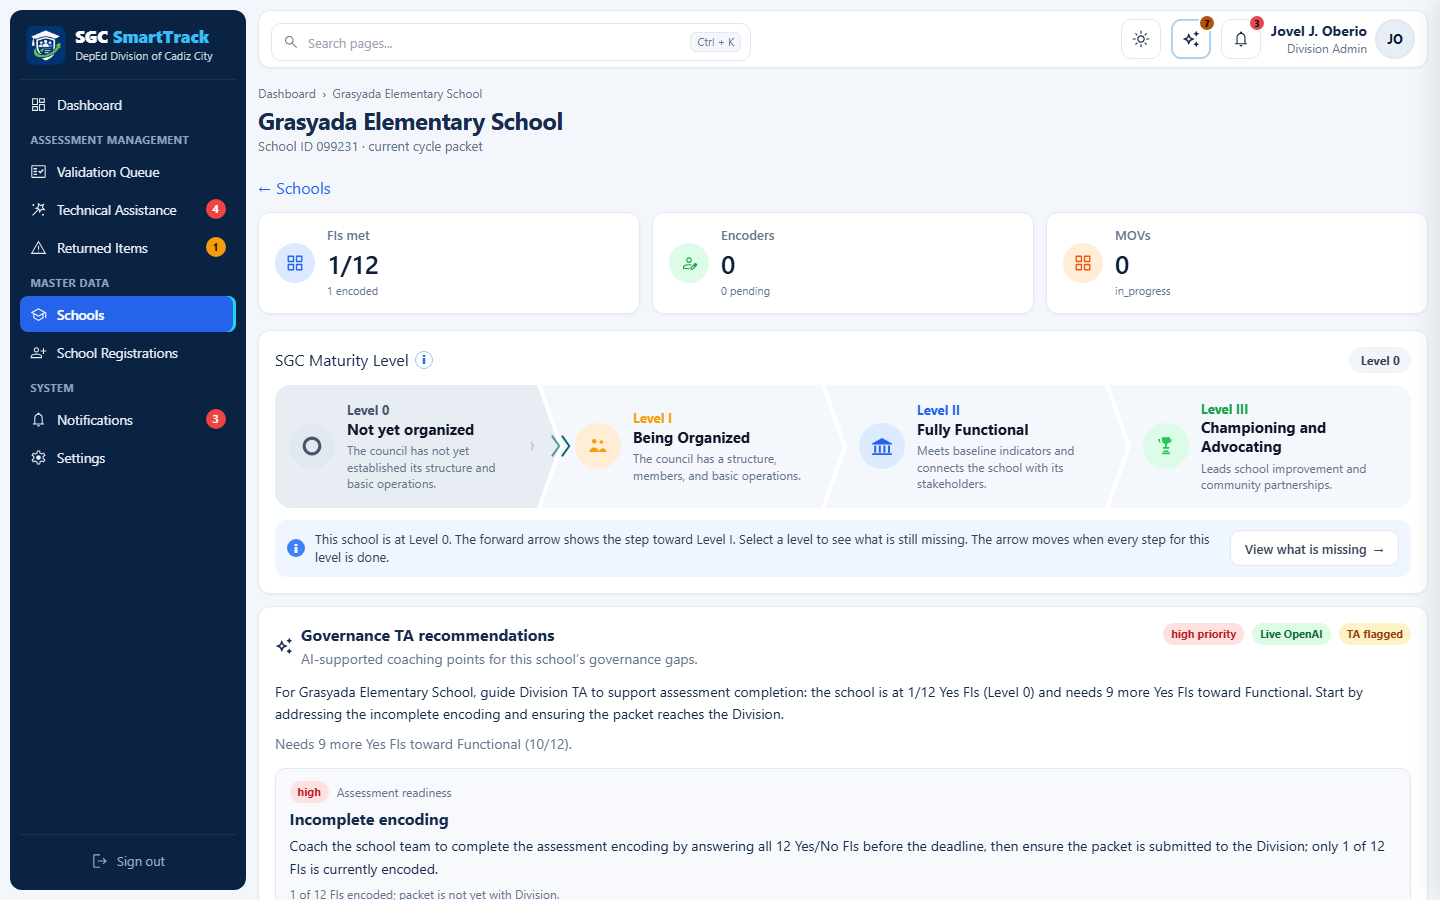 SGC SmartTrack
DepEd Division of Cadiz City
Dashboard
ASSESSMENT MANAGEMENT
Validation Queue
Technical Assistance
4
Returned Items
1
MASTER DATA
Schools
School Registrations
SYSTEM
Notifications
3
Settings
Sign out
Search pages...
Ctrl + K
7
3
Jovel J. Oberio
Division Admin
JO
Dashboard › Grasyada Elementary School
Grasyada Elementary School
School ID 099231 · current cycle packet
← Schools
FIs met
1/12
1 encoded
Encoders
0
0 pending
MOVs
0
in_progress
SGC Maturity Level
Level 0
Level 0
Not yet organized
The council has not yet
established its structure and
basic operations.
Level I
Being Organized
The council has a structure,
members, and basic operations.
Level II
Fully Functional
Meets baseline indicators and
connects the school with its
stakeholders.
Level III
Championing and
Advocating
Leads school improvement and
community partnerships.
This school is at Level 0. The forward arrow shows the step toward Level I. Select a level to see what is still missing. The arrow moves when every step for this
level is done.
View what is missing →
Governance TA recommendations
AI-supported coaching points for this school's governance gaps.
high priority
Live OpenAI
TA flagged
For Grasyada Elementary School, guide Division TA to support assessment completion: the school is at 1/12 Yes FIs (Level 0) and needs 9 more Yes FIs toward Functional. Start by
addressing the incomplete encoding and ensuring the packet reaches the Division.
Needs 9 more Yes FIs toward Functional (10/12).
high
Assessment readiness
Incomplete encoding
Coach the school team to complete the assessment encoding by answering all 12 Yes/No FIs before the deadline, then ensure the packet is submitted to the Division; only 1 of 12
FIs is currently encoded.
1 of 12 FIs encoded; packet is not yet with Division.